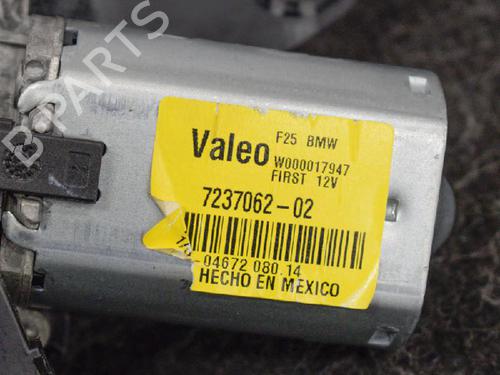 B-PARTS
F25 BMW
Valeo
W000017947
FIRST 12V
7237062-02
04672 080.14
HECHO EN MEXICO